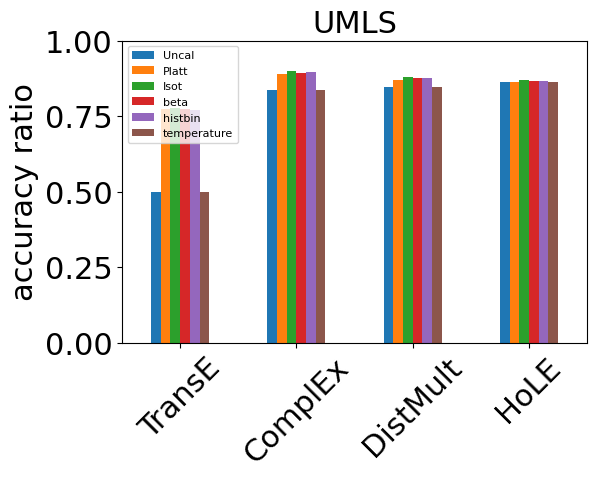 UMLS
accuracy ratio
1.00
0.75
0.50
0.25
0.00
Uncal
Platt
Isot
beta
histbin
temperature
TransE
ComplEx
DistMult
HoLE